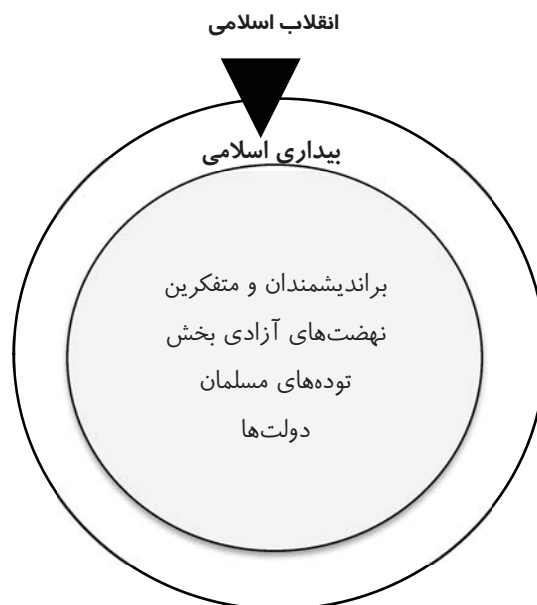 انقلاب اسلامی
بیداری اسلامی
براندیشمندان و متفکرین
نهضت‌های آزادی بخش
توده‌های مسلمان
دولت‌ها